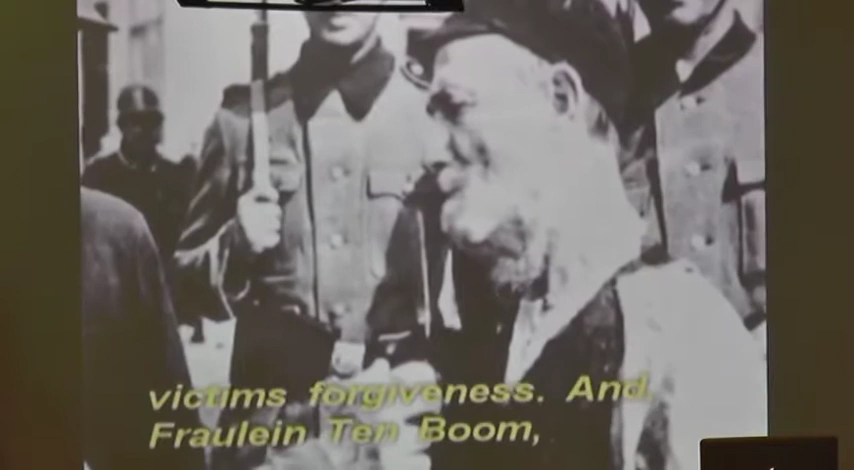 victims forgiveness. And,
Fraulein Ten Boom,